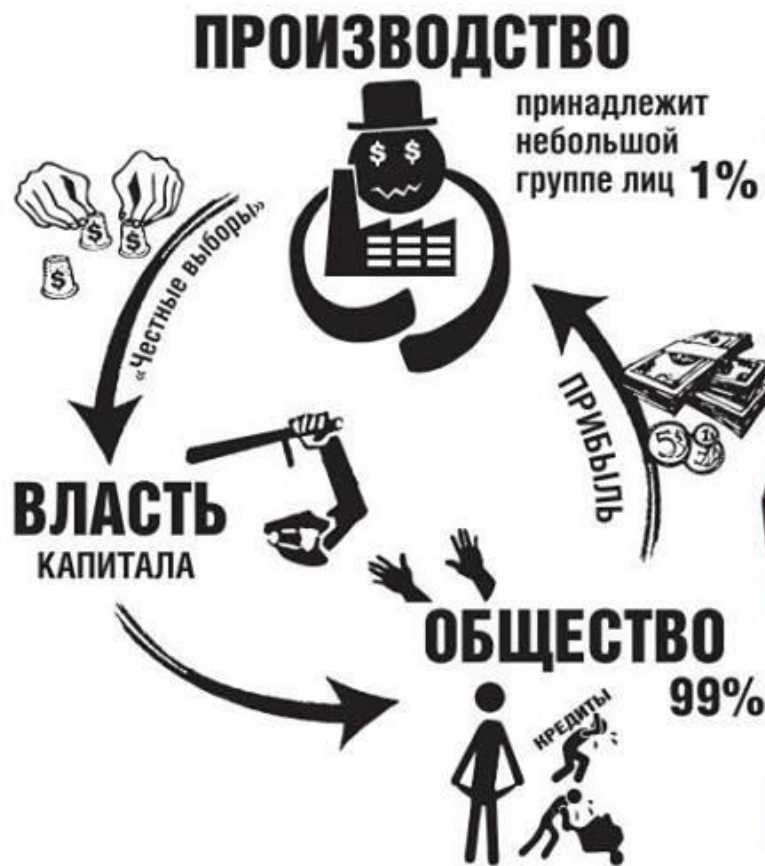 ПРОИЗВОДСТВО
принадлежит
небольшой
группе лиц 1%
$ $
$ $
$
«Честные выборы»
ПРИБЫЛЬ
ВЛАСТЬ
КАПИТАЛА
ОБЩЕСТВО
99%
КРЕДИТЫ